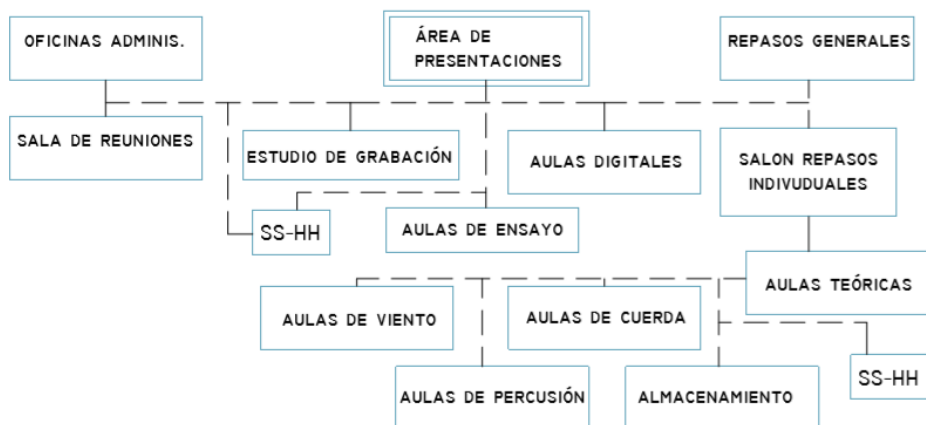 OFICINAS ADMINIS.
ÁREA DE
PRESENTACIONES
REPASOS GENERALES
SALA DE REUNIONES
ESTUDIO DE GRABACIÓN
AULAS DIGITALES
SALON REPASOS
INDIVUDUALES
SS-HH
AULAS DE ENSAYO
AULAS TEÓRICAS
AULAS DE VIENTO
AULAS DE CUERDA
AULAS DE PERCUSIÓN
ALMACENAMIENTO
SS-HH